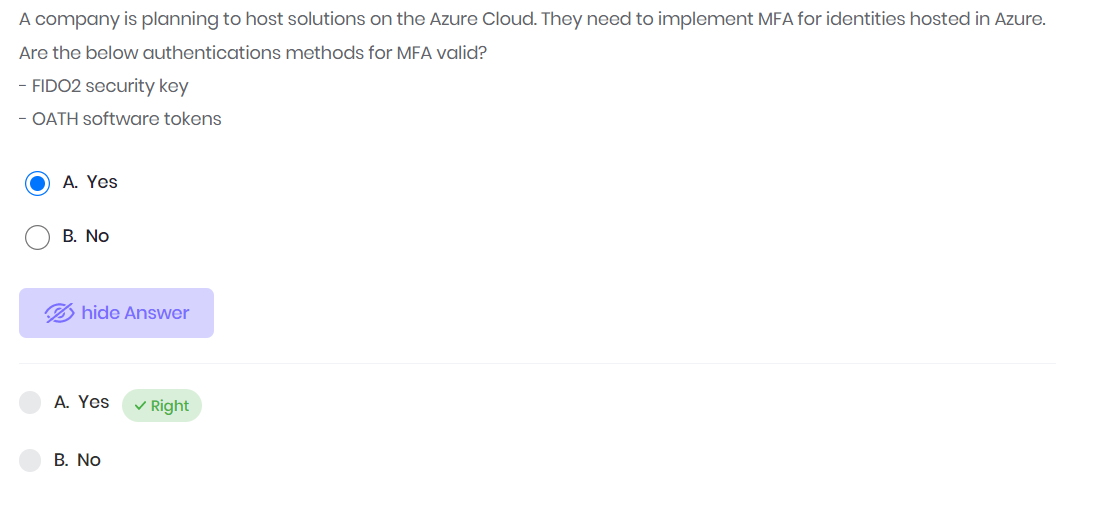 A company is planning to host solutions on the Azure Cloud. They need to implement MFA for identities hosted in Azure.
Are the below authentications methods for MFA valid?
- FIDO2 security key
- OATH software tokens
A. Yes
B. No
hide Answer
A. Yes ✓ Right
B. No